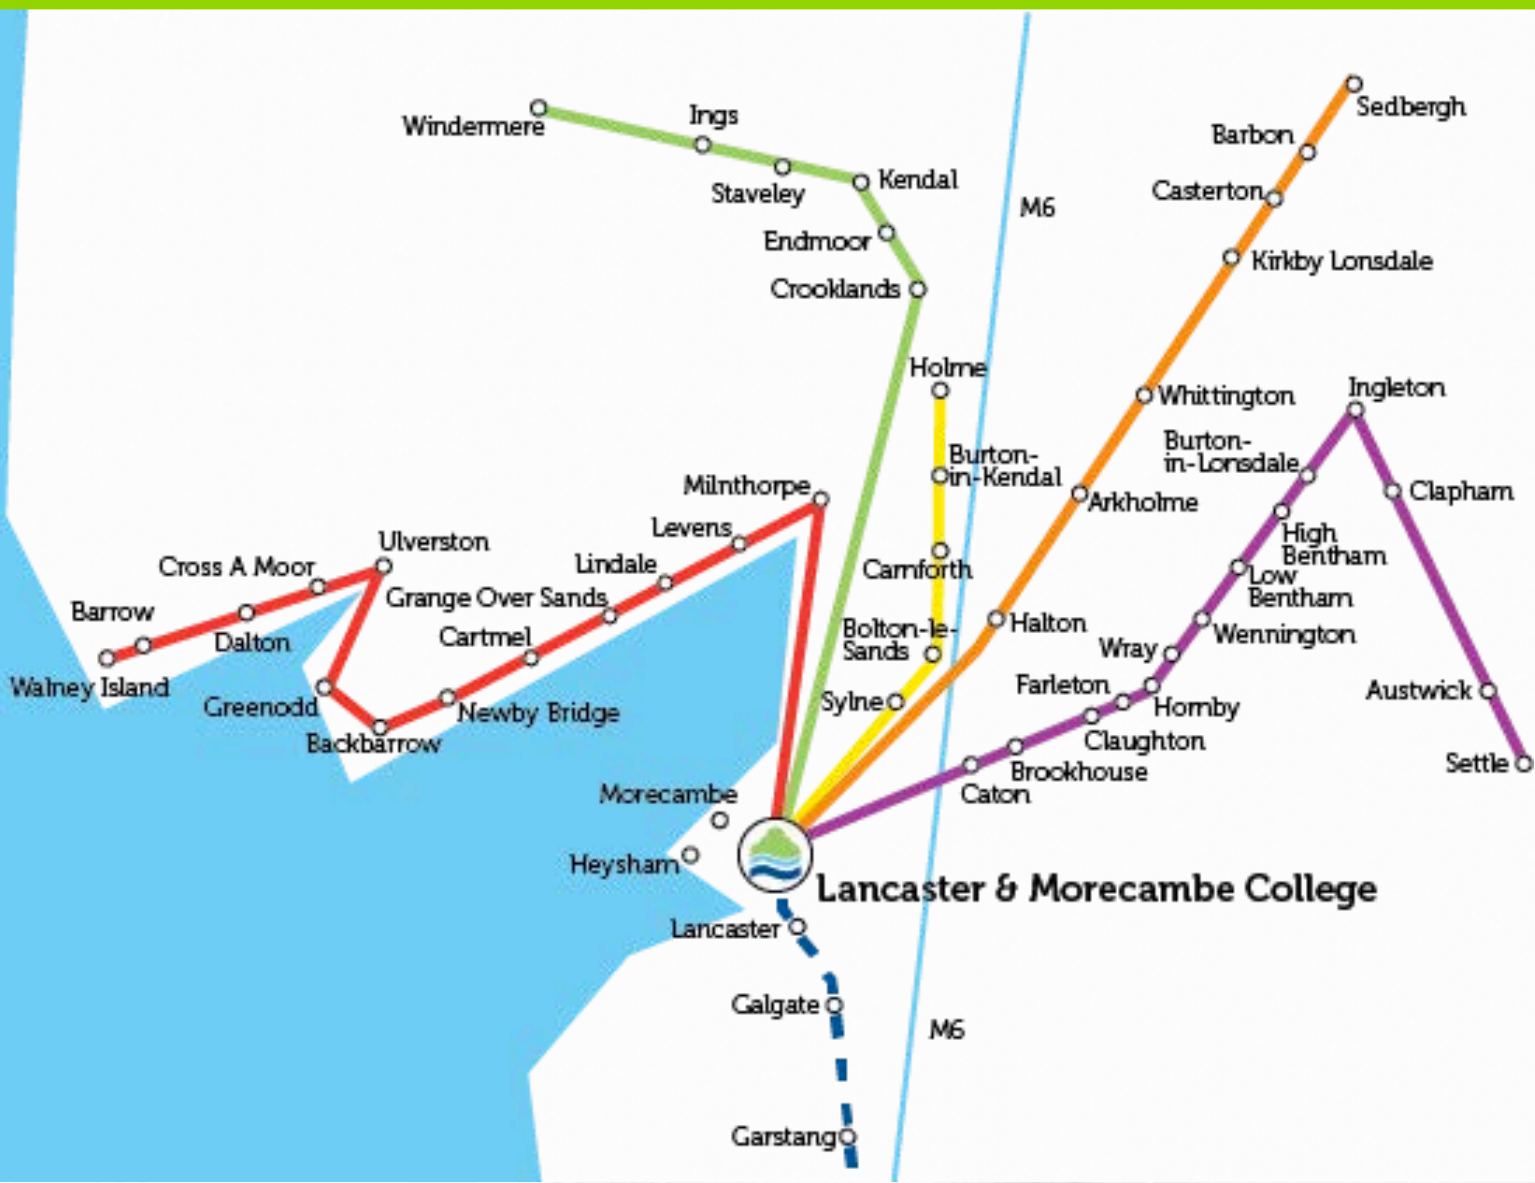 Sedbergh
Ings
Windermere
Barbon
Kendal
Staveley
Casterton
M6
Endmoor
Kirkby Lonsdale
Crooklands
Holme
Ingleton
Whittington
Burton-
in-Lonsdale
Burton-
in-Kendal
Milnthorpe
Clapham
Arkholme
Levens
High
Bentham
Ulverston
Lindale
Cross A Moor
Carnforth
Low
Bentham
Grange Over Sands
Barrow
Halton
Bolton-le-
Sands
Cartmel
Dalton
Wennington
Wray
Walney Island
Farleton
Austwick
Sylne
Greenodd
Newby Bridge
Hornby
Backbarrow
Claughton
Settle
Brookhouse
Morecambe
Caton
Heysham
Lancaster & Morecambe College
Lancaster
Galgate
M6
Garstang